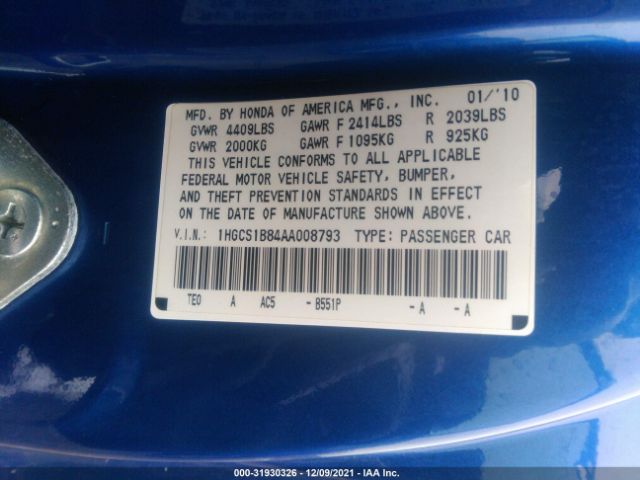 MFD. BY HONDA OF AMERICA MFG., INC. 01/'10
GVWR 4409LBS GAWR F 2414LBS R 2039LBS
GVWR 2000KG GAWR F 1095KG R 925KG
THIS VEHICLE CONFORMS TO ALL APPLICABLE
FEDERAL MOTOR VEHICLE SAFETY, BUMPER,
AND THEFT PREVENTION STANDARDS IN EFFECT
ON THE DATE OF MANUFACTURE SHOWN ABOVE.
V.I.N.: 1HGCS1B84AA008793 TYPE: PASSENGER CAR
TE0 A AC5 - B551P - A - A
000-31930326 - 12/09/2021 - IAA Inc.